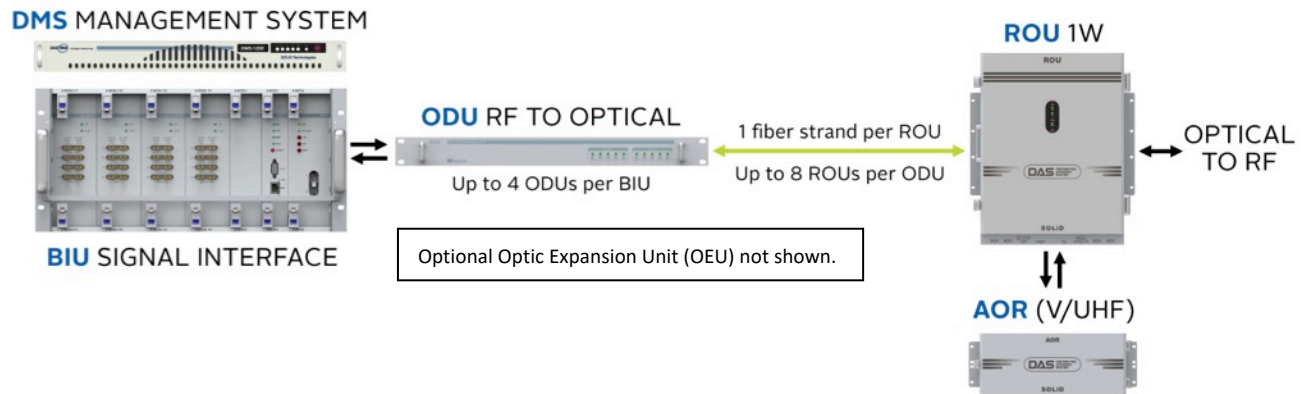 DMS MANAGEMENT SYSTEM
BIU SIGNAL INTERFACE
ODU RF TO OPTICAL
Up to 4 ODUs per BIU
1 fiber strand per ROU
Up to 8 ROUs per ODU
Optional Optic Expansion Unit (OEU) not shown.
ROU 1W
ROU
DAS
SOLiD
OPTICAL
TO RF
AOR (V/UHF)
AOR
DAS
SOLiD